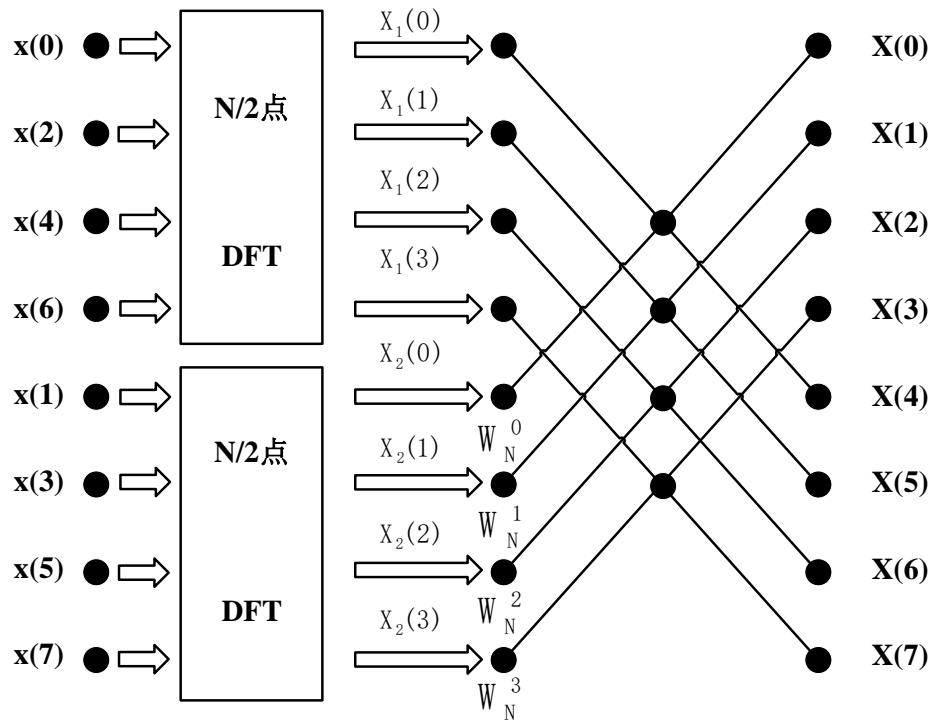 x(0) X₁(0) X(0)
N/2点
x(2) X₁(1) X(1)
x(4) X₁(2) X(2)
DFT
x(6) X₁(3) X(3)
x(1) X₂(0) X(4)
W_N^0
N/2点
x(3) X₂(1) X(5)
W_N^1
x(5) X₂(2) X(6)
W_N^2
DFT
x(7) X₂(3) X(7)
W_N^3